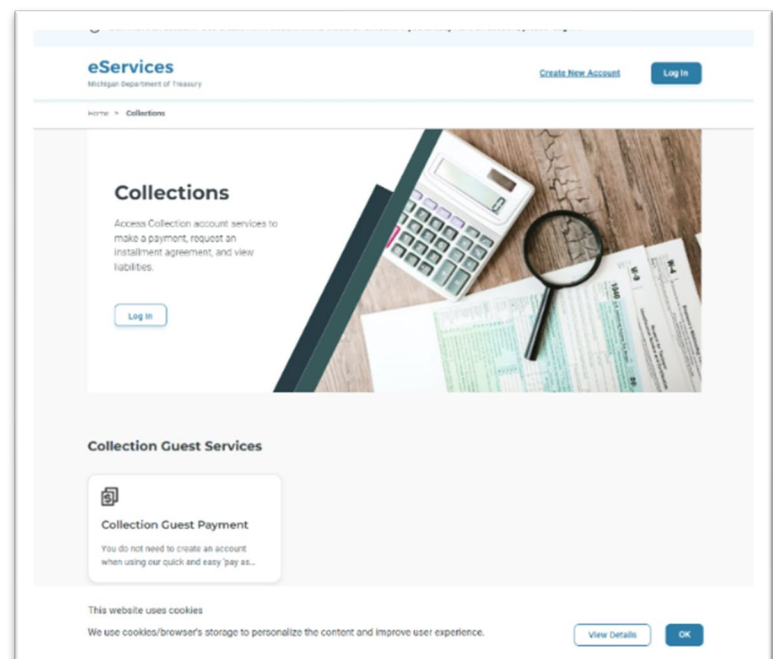 eServices
Michigan Department of Treasury
Create New Account
Log In
Home > Collections
Collections
Access Collection account services to
make a payment, request an
installment agreement, and view
liabilities.
Log In
1040
W-9
W-4
Collection Guest Services
Collection Guest Payment
You do not need to create an account
when using our quick and easy 'pay as...
This website uses cookies
We use cookies/browser's storage to personalize the content and improve user experience.
View Details
OK